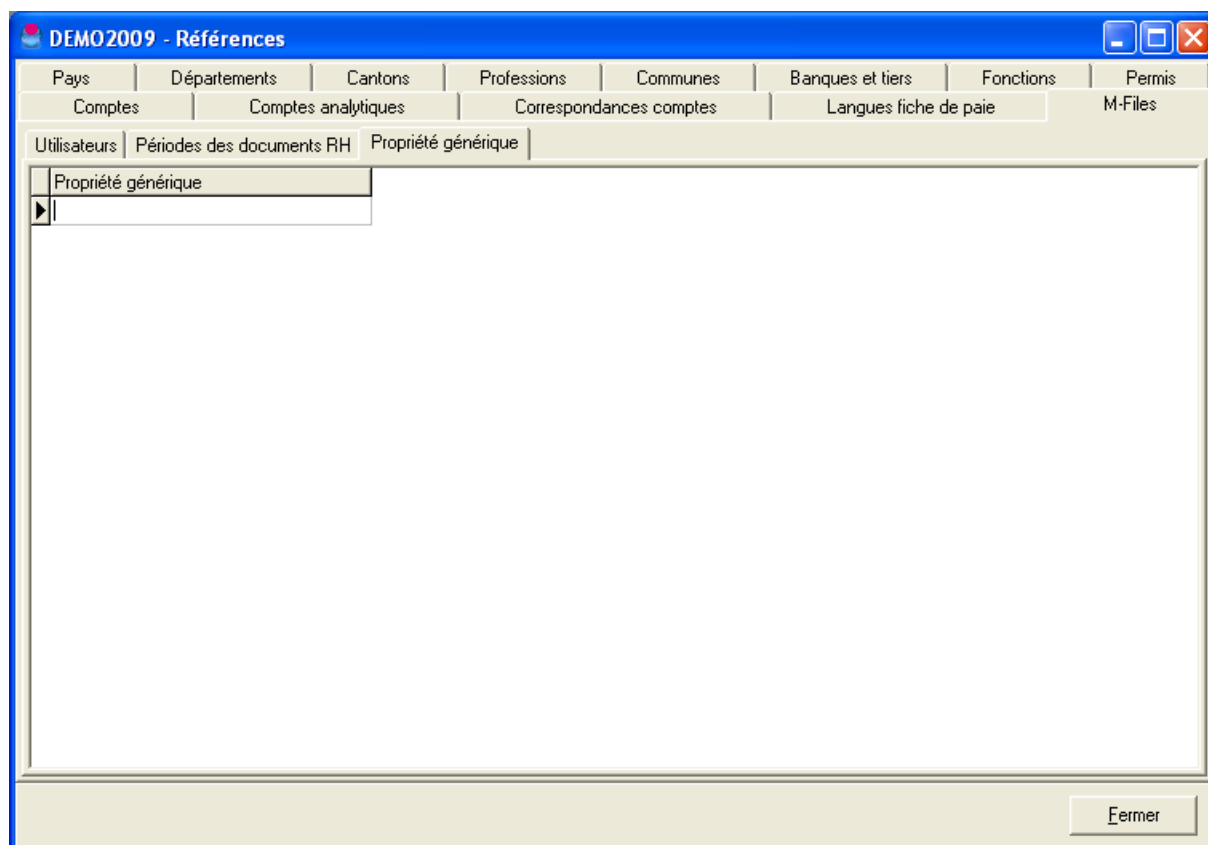 DEMO2009 - Références
Pays Départements Cantons Professions Communes Banques et tiers Fonctions Permis
Comptes Comptes analytiques Correspondances comptes Langues fiche de paie M-Files
Utilisateurs Périodes des documents RH Propriété générique
Propriété générique
Fermer